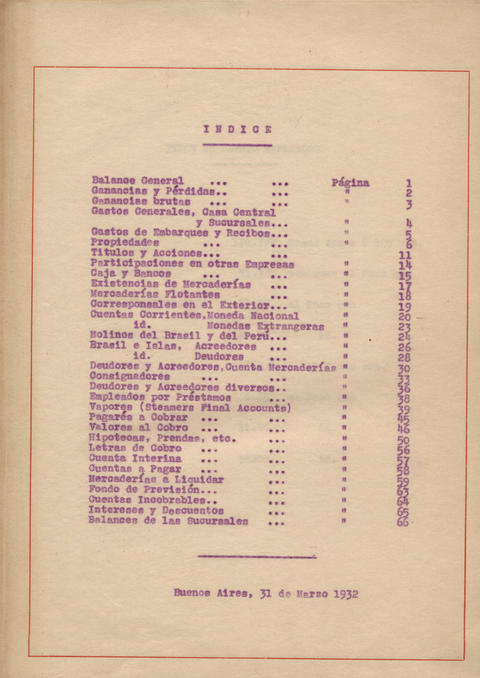 INDICE
Balance General ... ... Página 1
Ganancias y Pérdidas.. ... " 2
Ganancias brutas ... ... " 3
Gastos Generales, Casa Central
y Sucursales... " 4
Gastos de Embarques y Recibos.. " 5
Propiedades ... ... " 6
Titulos y Acciones... ... " 11
Participaciones en otras Empresas " 14
Caja y Bancos ... ... " 15
Existencias de Mercaderías ... " 17
Mercaderías Flotantes ... " 18
Corresponsales en el Exterior.. " 19
Cuentas Corrientes,Moneda Nacional " 20
id. Monedas Extrangeras " 23
Molinos del Brasil y del Perú.. " 24
Brasil e Islas, Acreedores ... " 26
id. Deudores ... " 28
Deudores y Acreedores,Cuenta Mercaderías " 30
Consignadores ... ... " 33
Deudores y Acreedores diversos.. " 36
Empleados por Préstamos ... " 38
Vapores (Steamers Final Accounts) " 39
Pagarés a Cobrar ... ... " 45
Valores al Cobro ... ... " 46
Hipotecas, Prendas, etc. ... " 50
Letras de Cobro ... ... " 56
Cuenta Interina ... ... " 57
Cuentas a Pagar ... ... " 58
Mercaderías a Liquidar ... " 59
Fondo de Previsión... ... " 63
Cuentas Incobrables.. ... " 64
Intereses y Descuentos ... " 65
Balances de las Sucursales ... " 66
Buenos Aires, 31 de Marzo 1932